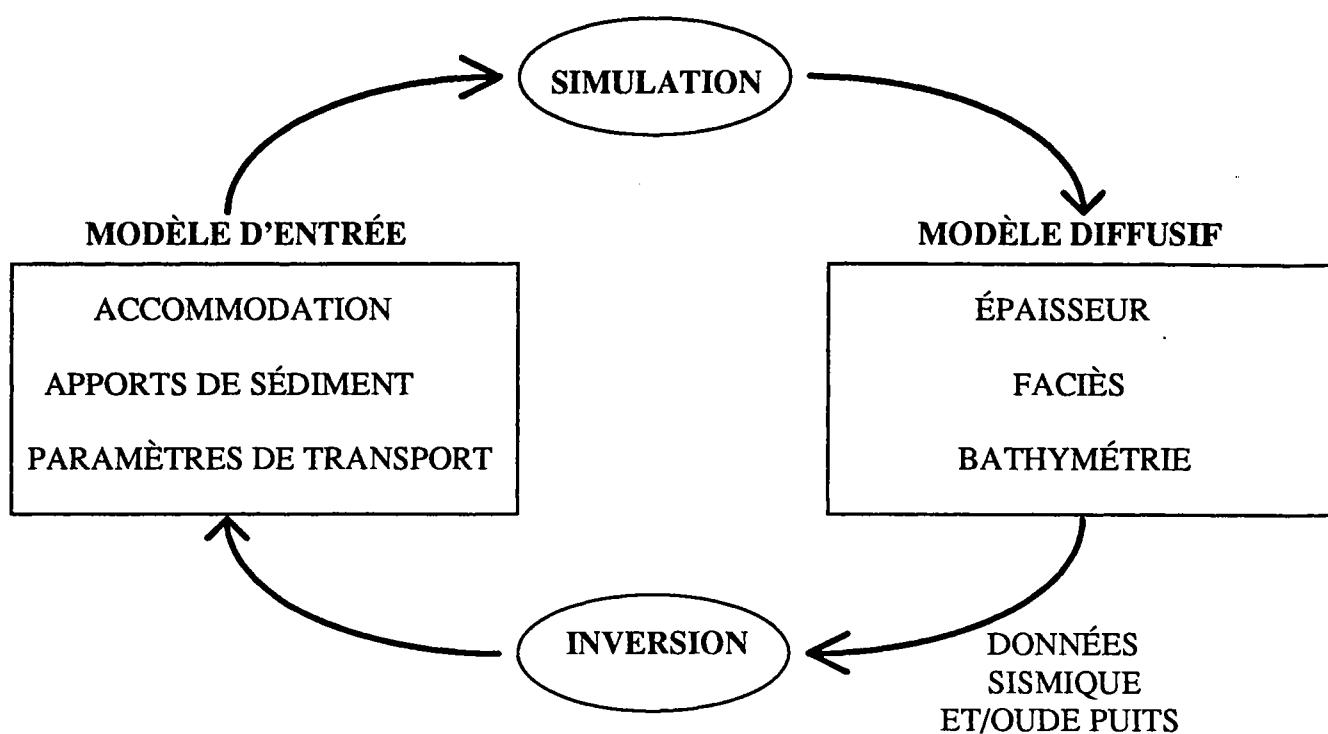 SIMULATION
MODÈLE D'ENTRÉE
ACCOMMODATION
APPORTS DE SÉDIMENT
PARAMÈTRES DE TRANSPORT
MODÈLE DIFFUSIF
ÉPAISSEUR
FACIÈS
BATHYMÉTRIE
INVERSION
DONNÉES
SISMIQUE
ET/OUDE PUITS